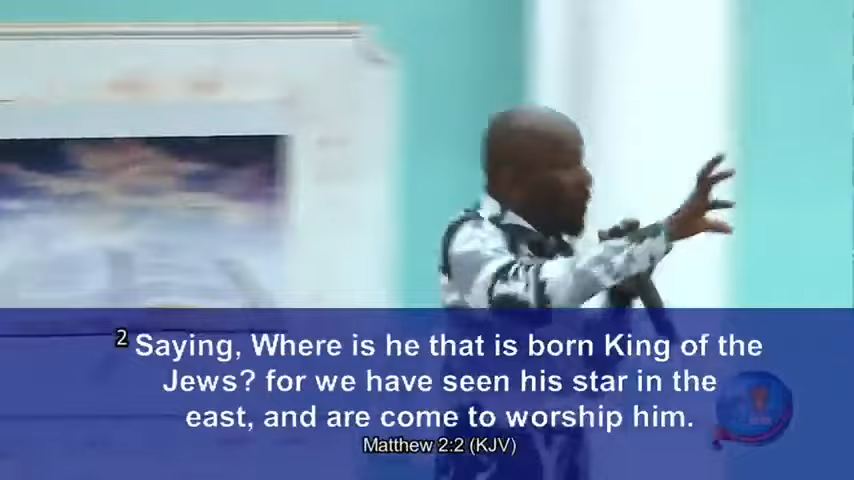 2 Saying, Where is he that is born King of the
Jews? for we have seen his star in the
east, and are come to worship him.
Matthew 2:2 (KJV)